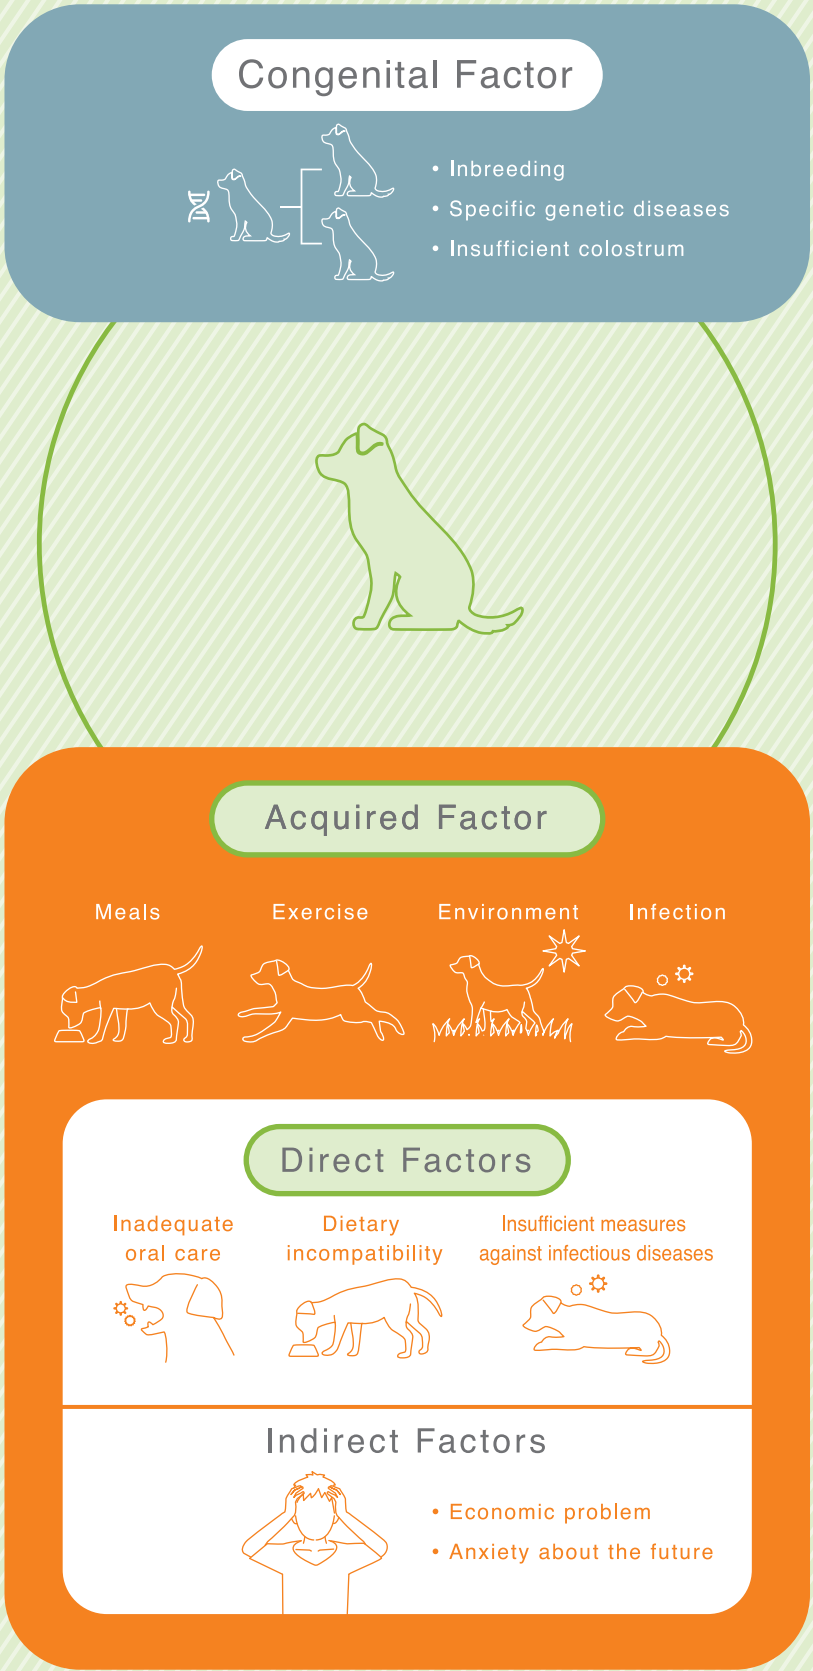 Congenital Factor
• Inbreeding
• Specific genetic diseases
• Insufficient colostrum
Acquired Factor
Meals
Exercise
Environment
Infection
Direct Factors
Inadequate
oral care
Dietary
incompatibility
Insufficient measures
against infectious diseases
Indirect Factors
• Economic problem
• Anxiety about the future